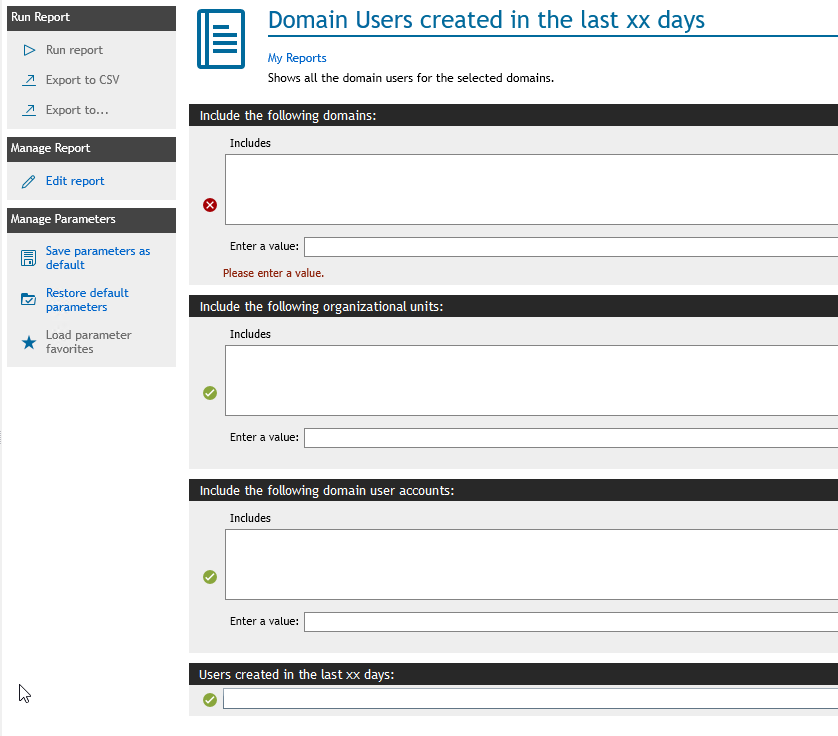 Run Report
Run report
Export to CSV
Export to...
Manage Report
Edit report
Manage Parameters
Save parameters as
default
Restore default
parameters
Load parameter
favorites
Domain Users created in the last xx days
My Reports
Shows all the domain users for the selected domains.
Include the following domains:
Includes
Enter a value:
Please enter a value.
Include the following organizational units:
Includes
Enter a value:
Include the following domain user accounts:
Includes
Enter a value:
Users created in the last xx days: